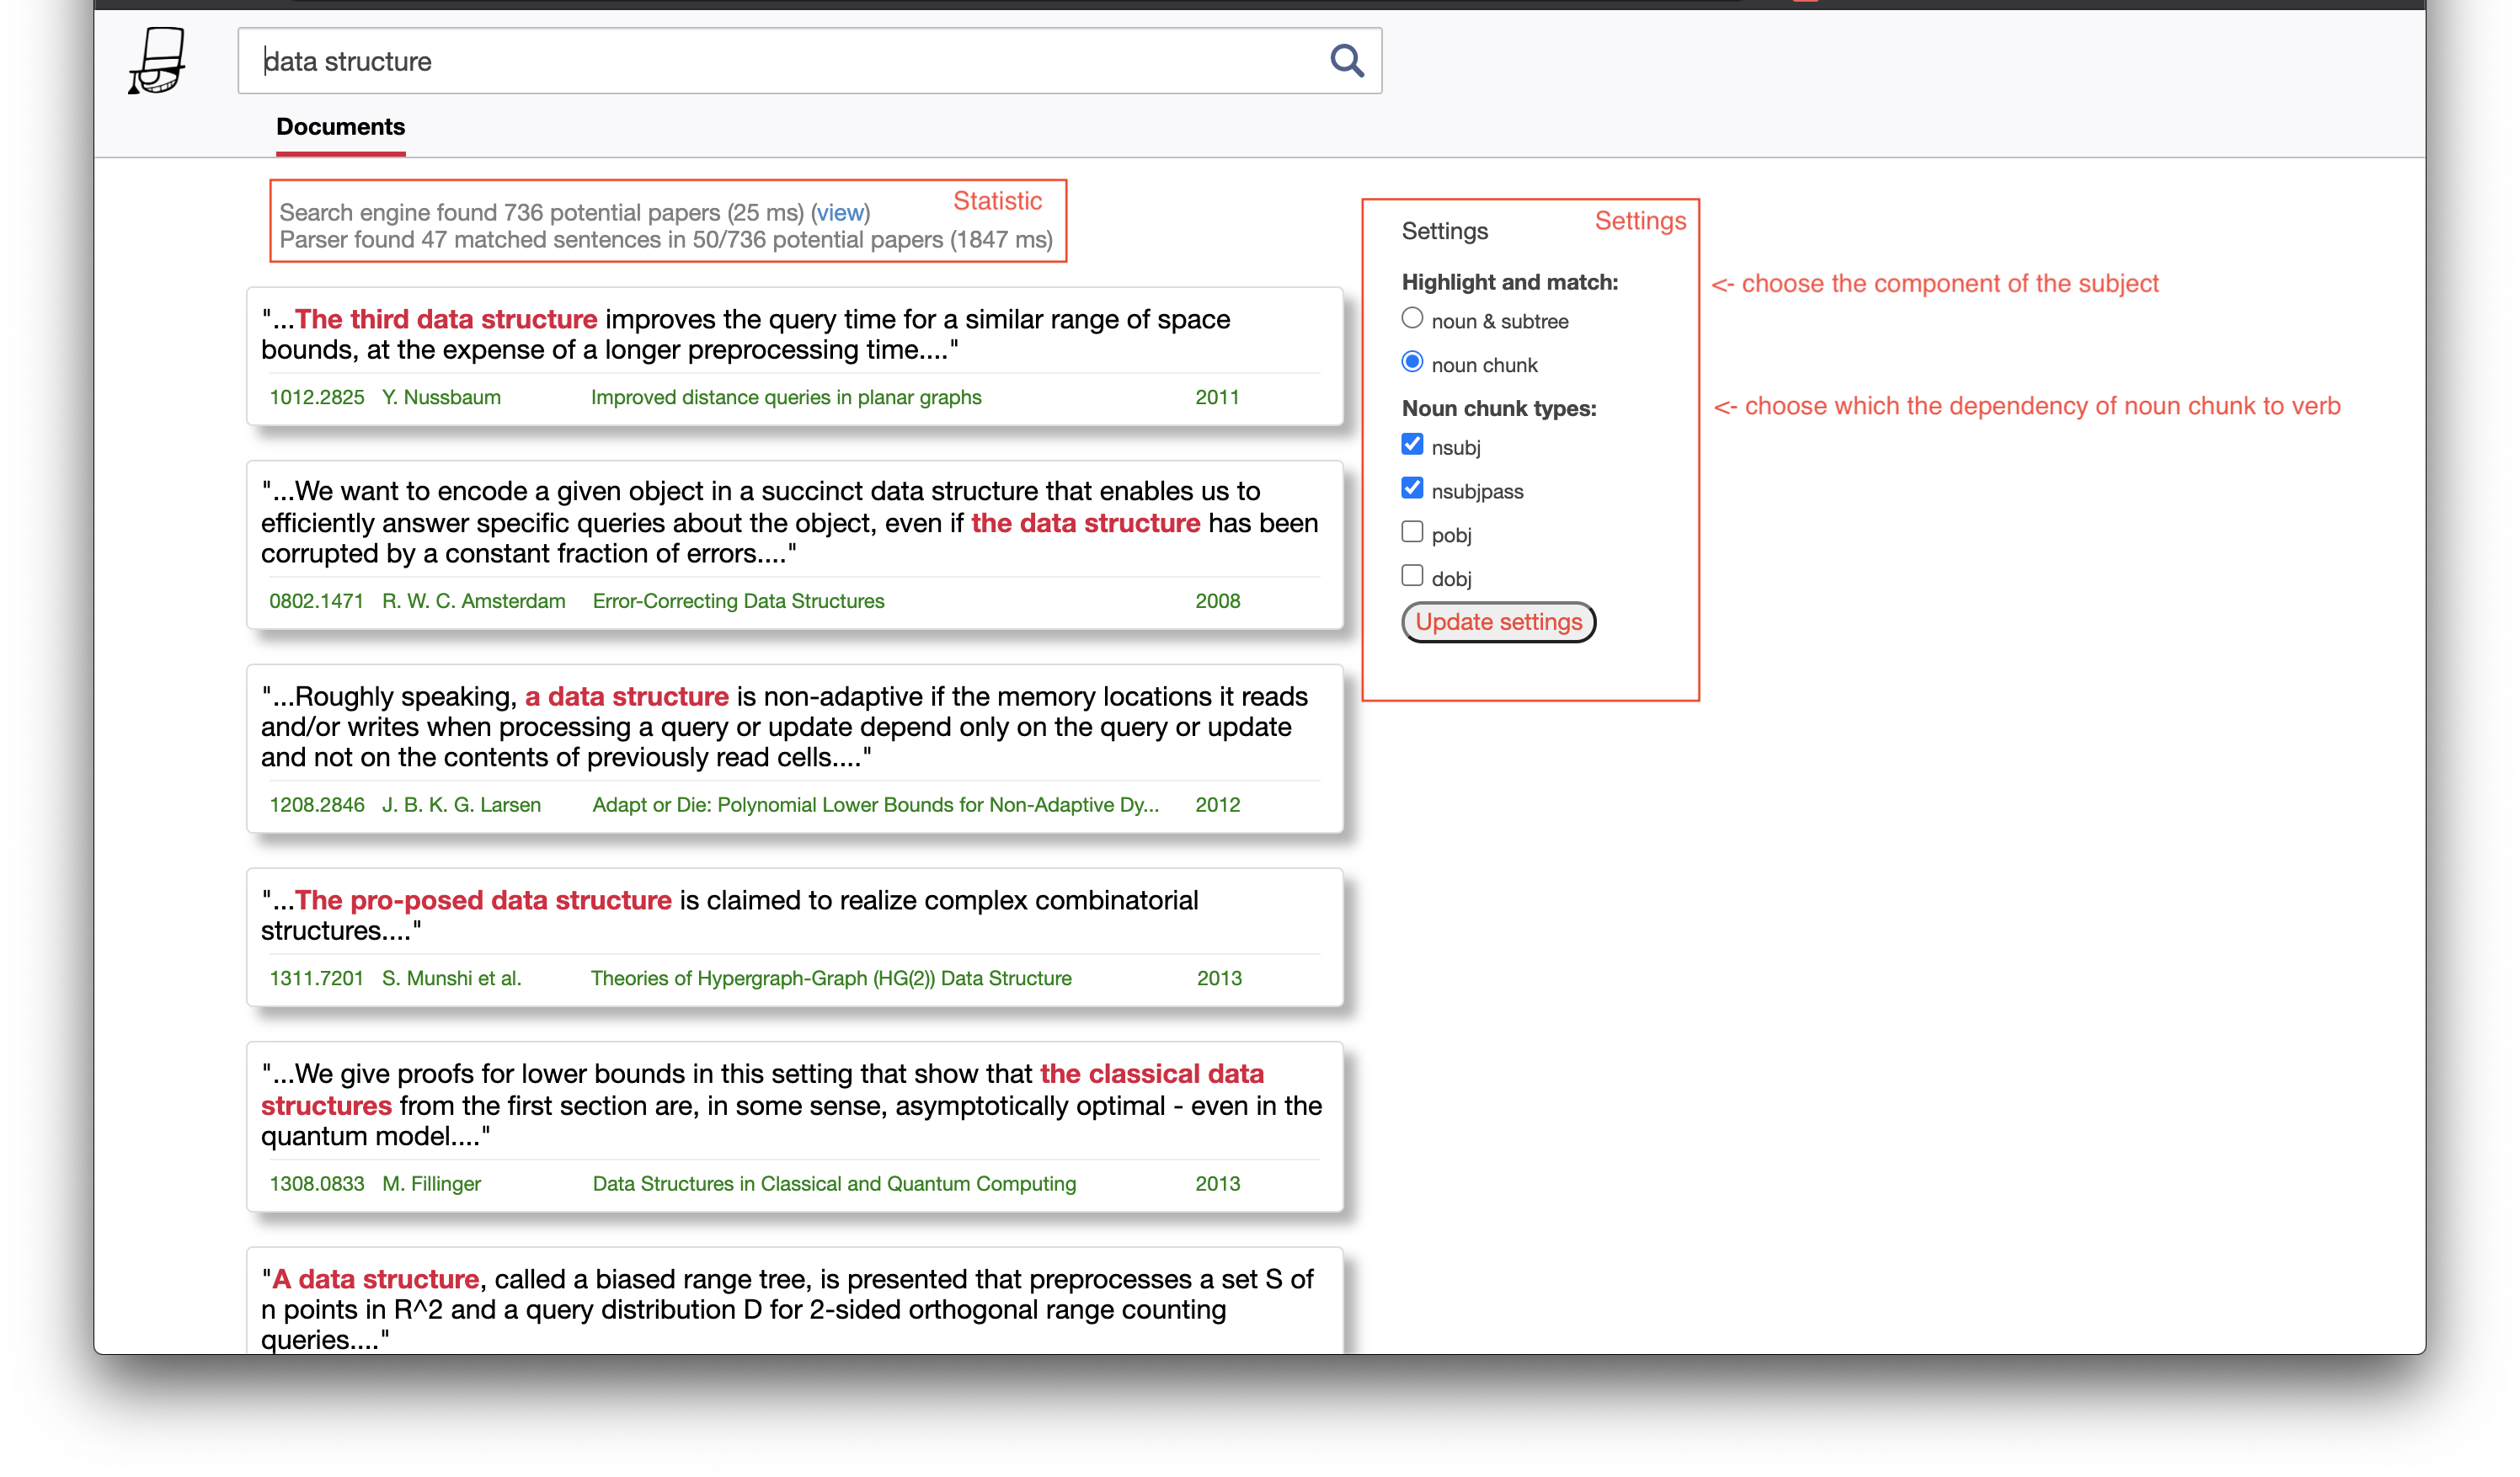 data structure
Documents
Statistic
Search engine found 736 potential papers (25 ms) (view)
Parser found 47 matched sentences in 50/736 potential papers (1847 ms)
"...The third data structure improves the query time for a similar range of space
bounds, at the expense of a longer preprocessing time...."
1012.2825 Y. Nussbaum Improved distance queries in planar graphs 2011
"...We want to encode a given object in a succinct data structure that enables us to
efficiently answer specific queries about the object, even if the data structure has been
corrupted by a constant fraction of errors...."
0802.1471 R. W. C. Amsterdam Error-Correcting Data Structures 2008
"...Roughly speaking, a data structure is non-adaptive if the memory locations it reads
and/or writes when processing a query or update depend only on the query or update
and not on the contents of previously read cells...."
1208.2846 J. B. K. G. Larsen Adapt or Die: Polynomial Lower Bounds for Non-Adaptive Dy... 2012
"...The pro-posed data structure is claimed to realize complex combinatorial
structures...."
1311.7201 S. Munshi et al. Theories of Hypergraph-Graph (HG(2)) Data Structure 2013
"...We give proofs for lower bounds in this setting that show that the classical data
structures from the first section are, in some sense, asymptotically optimal - even in the
quantum model...."
1308.0833 M. Fillinger Data Structures in Classical and Quantum Computing 2013
"A data structure, called a biased range tree, is presented that preprocesses a set S of
n points in R^2 and a query distribution D for 2-sided orthogonal range counting
queries...."
Settings
Settings
Highlight and match:
<- choose the component of the subject
noun & subtree
noun chunk
Noun chunk types:
<- choose which the dependency of noun chunk to verb
nsubj
nsubjpass
pobj
dobj
Update settings